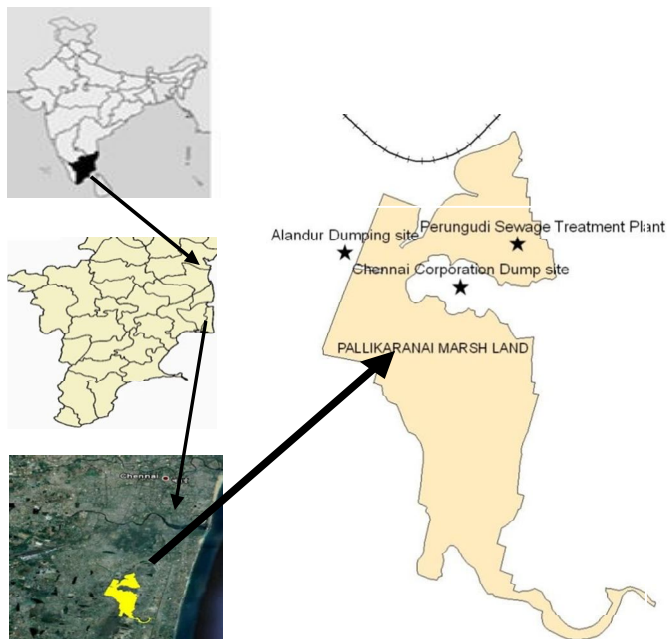 Perungudi Sewage Treatment Plant
Alandur Dumping site
Chennai Corporation Dump site
PALLIKARANAI MARSH LAND
Chennai